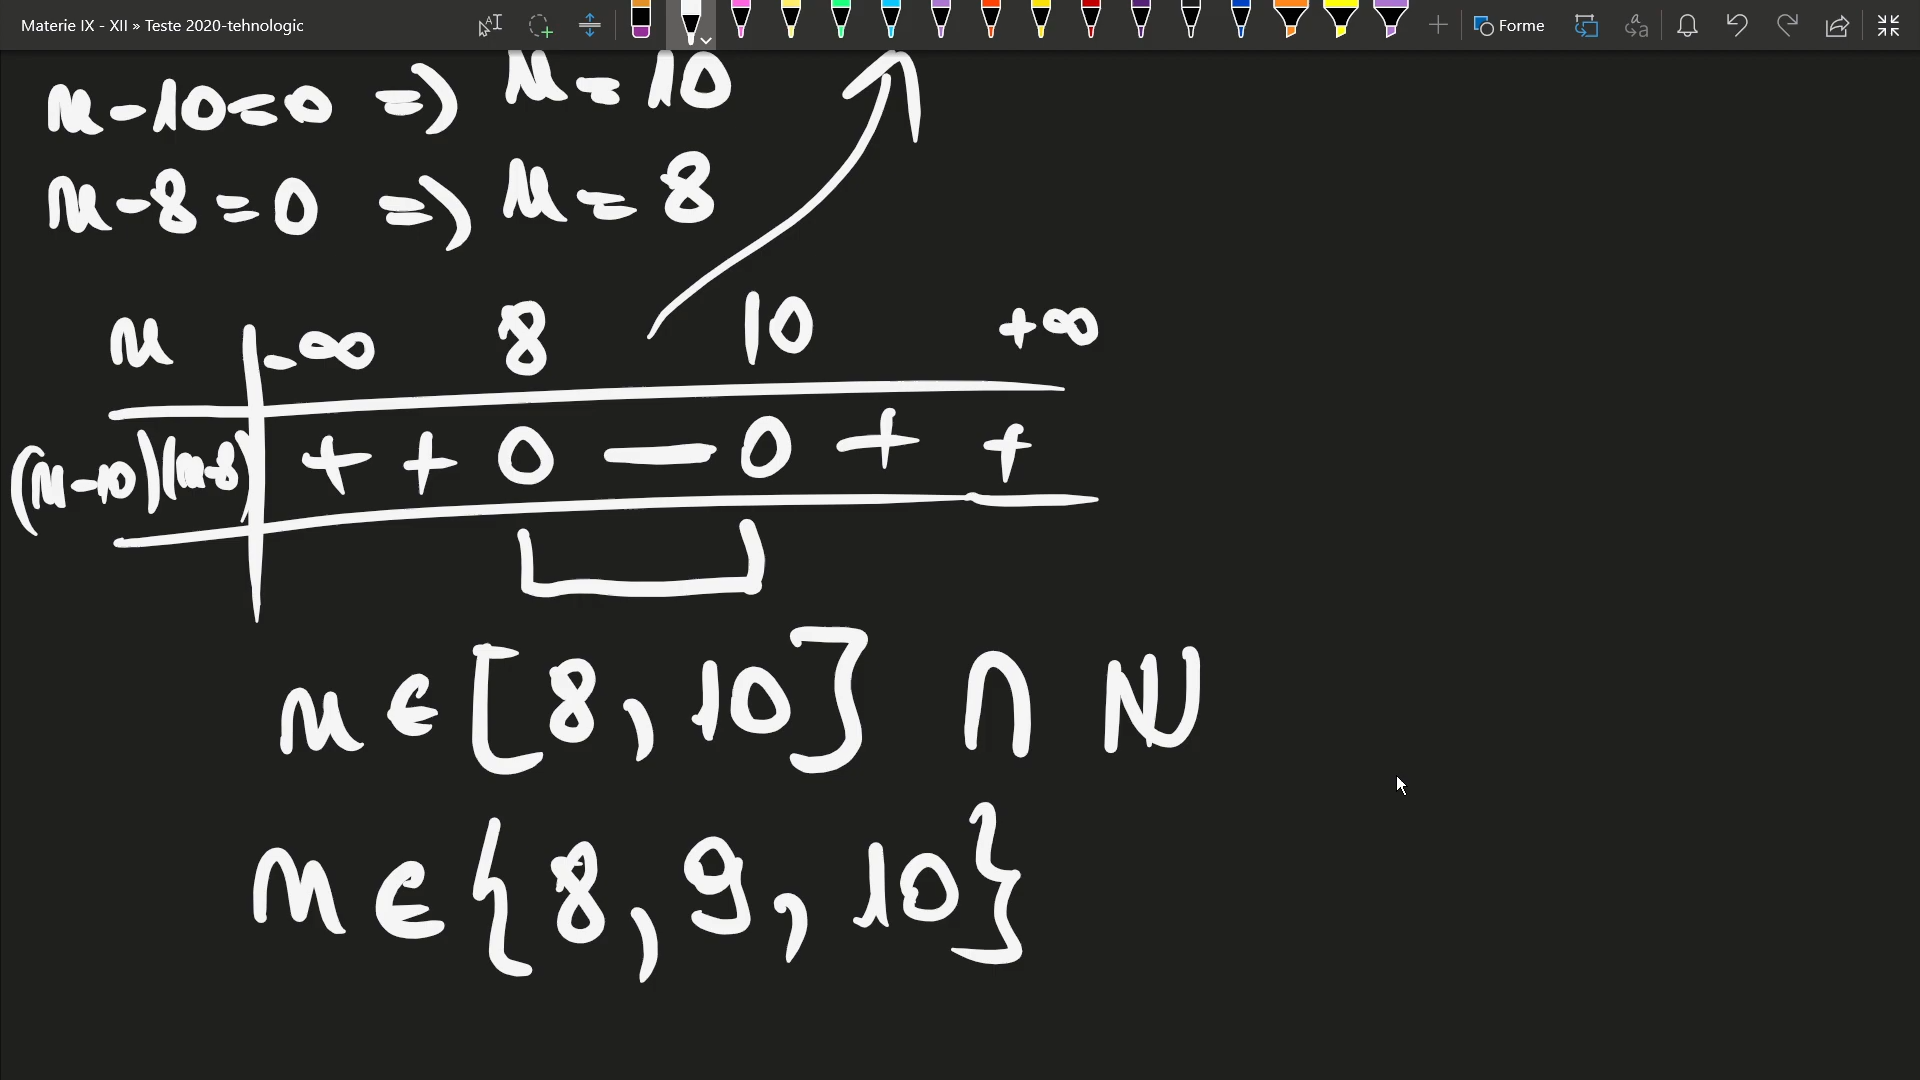 Materie IX - XII » Teste 2020-tehnologic
Forme
n-10=0 => n=10
n-8=0 => n=8
n -∞ 8 10 +∞
(n-10)(n-8) + + 0 — 0 + +
n∈[8,10] ∩ ℕ
n∈{8,9,10}